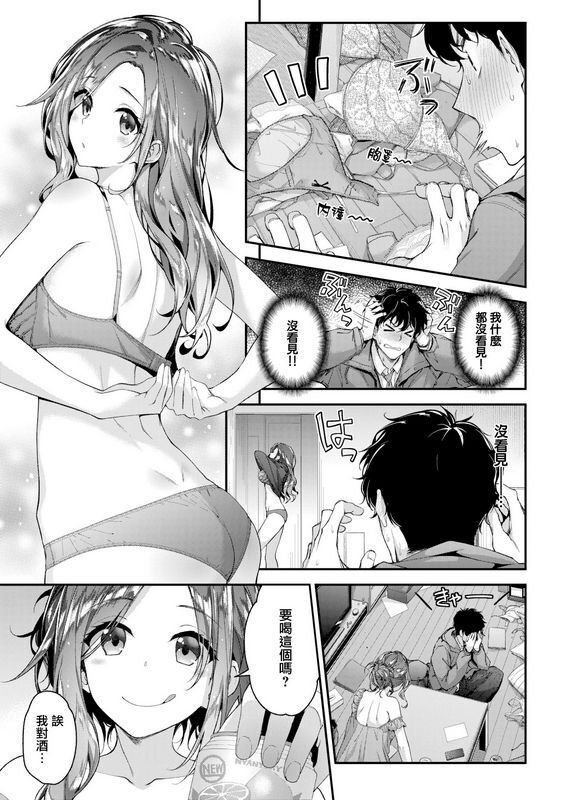 ぶっ
胸罩～
內褲～
ぶんっ
ぶんっ
我什麼
都沒看見！
沒看見!!
沒看見…
はっ
きゃー
要喝這個嗎？
NEW
NYANTHLY
誒
我對酒…